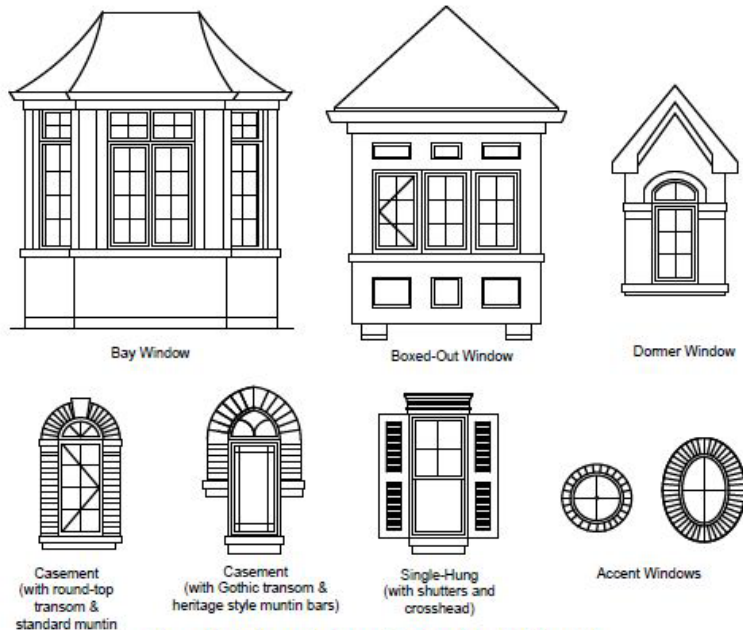 Bay Window
Boxed-Out Window
Dormer Window
Casement
(with round-top
transom &
standard muntin
Casement
(with Gothic transom &
heritage style muntin bars)
Single-Hung
(with shutters and
crosshead)
Accent Windows